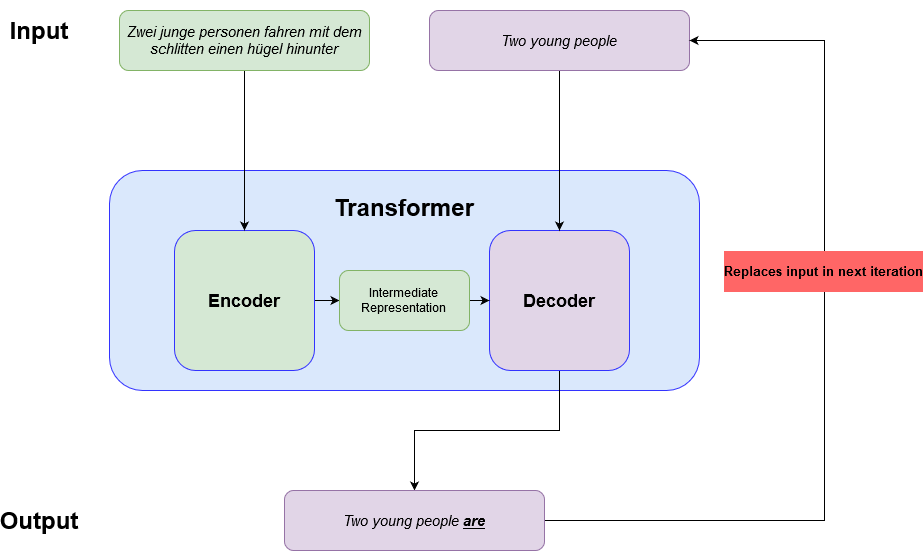 Input
Zwei junge personen fahren mit dem
schlitten einen hügel hinunter
Two young people
Transformer
Encoder
Intermediate
Representation
Decoder
Replaces input in next iteration
Output
Two young people are